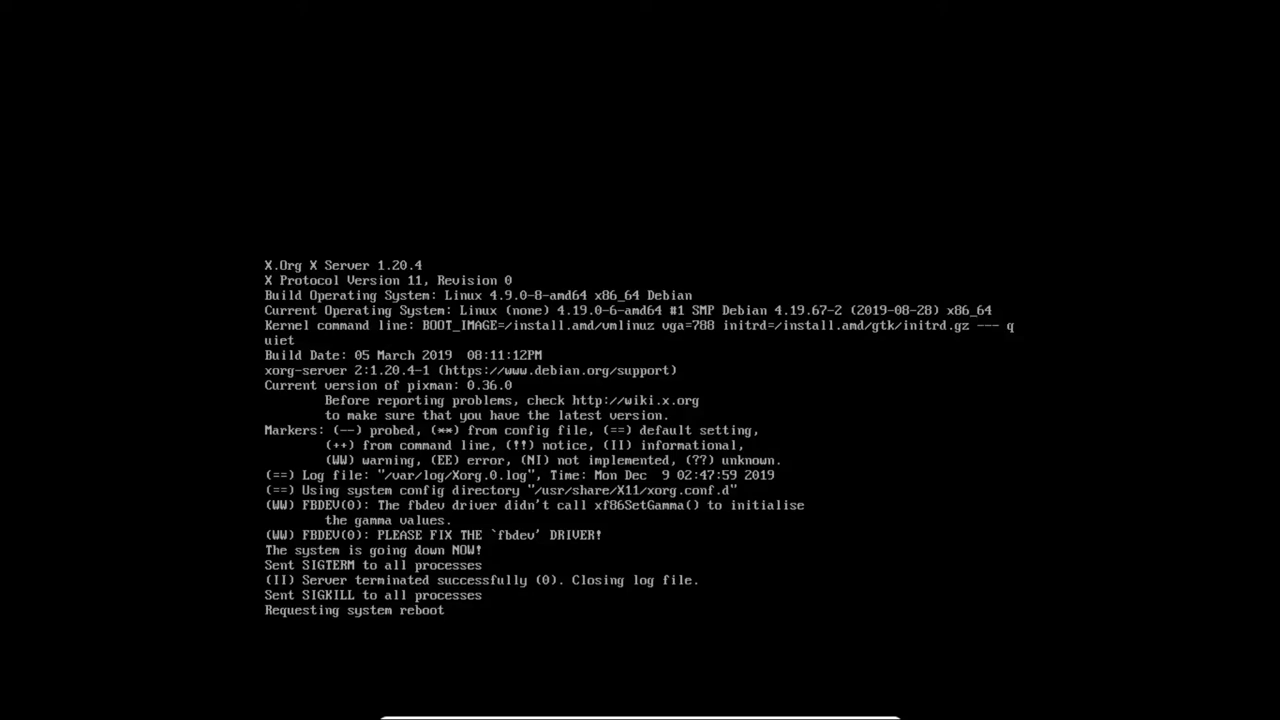 X.Org X Server 1.20.4
X Protocol Version 11, Revision 0
Build Operating System: Linux 4.9.0-8-amd64 x86_64 Debian
Current Operating System: Linux (none) 4.19.0-6-amd64 #1 SMP Debian 4.19.67-2 (2019-08-28) x86_64
Kernel command line: BOOT_IMAGE=/install.amd/vmlinuz vga=788 initrd=/install.amd/gtk/initrd.gz --- q
uiet
Build Date: 05 March 2019  08:11:12PM
xorg-server 2:1.20.4-1 (https://www.debian.org/support)
Current version of pixman: 0.36.0
        Before reporting problems, check http://wiki.x.org
        to make sure that you have the latest version.
Markers: (--) probed, (**) from config file, (==) default setting,
        (++) from command line, (!!) notice, (II) informational,
        (WW) warning, (EE) error, (NI) not implemented, (??) unknown.
(==) Log file: "/var/log/Xorg.0.log", Time: Mon Dec  9 02:47:59 2019
(==) Using system config directory "/usr/share/X11/xorg.conf.d"
(WW) FBDEV(0): The fbdev driver didn't call xf86SetGamma() to initialise
        the gamma values.
(WW) FBDEV(0): PLEASE FIX THE `fbdev' DRIVER!
The system is going down NOW!
Sent SIGTERM to all processes
(II) Server terminated successfully (0). Closing log file.
Sent SIGKILL to all processes
Requesting system reboot